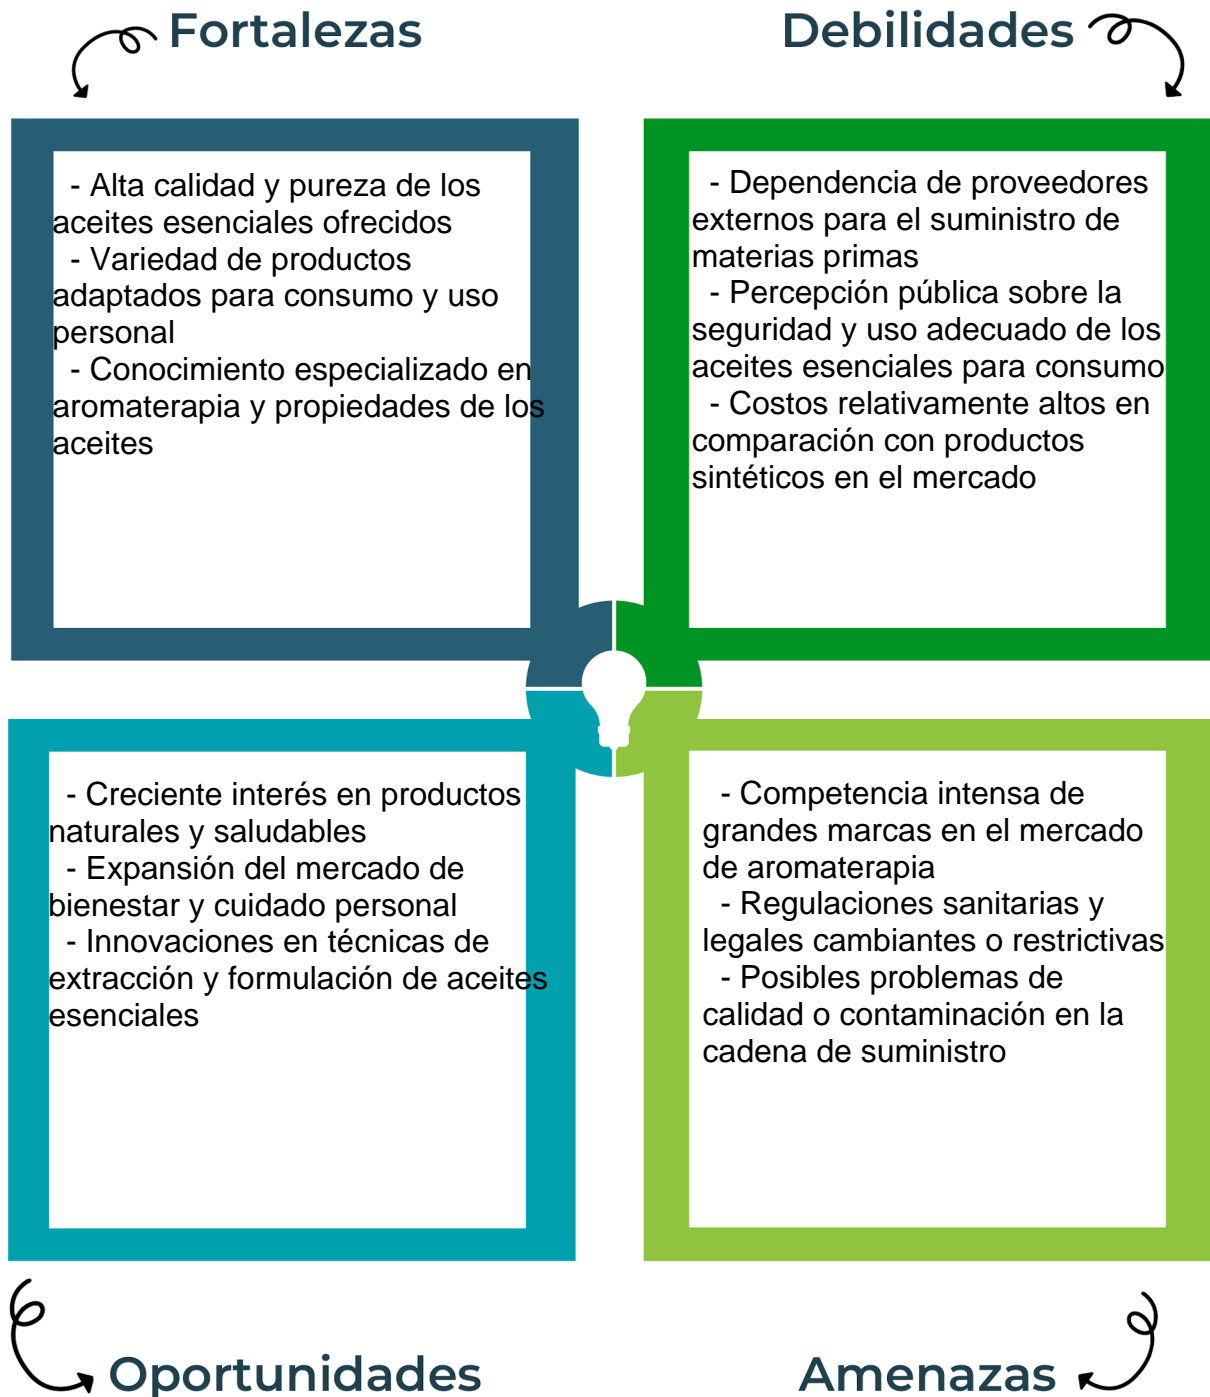 Fortalezas
- Alta calidad y pureza de los
aceites esenciales ofrecidos
- Variedad de productos
adaptados para consumo y uso
personal
- Conocimiento especializado en
aromaterapia y propiedades de los
aceites
Debilidades
- Dependencia de proveedores
externos para el suministro de
materias primas
- Percepción pública sobre la
seguridad y uso adecuado de los
aceites esenciales para consumo
- Costos relativamente altos en
comparación con productos
sintéticos en el mercado
- Creciente interés en productos
naturales y saludables
- Expansión del mercado de
bienestar y cuidado personal
- Innovaciones en técnicas de
extracción y formulación de aceites
esenciales
Oportunidades
- Competencia intensa de
grandes marcas en el mercado
de aromaterapia
- Regulaciones sanitarias y
legales cambiantes o restrictivas
- Posibles problemas de
calidad o contaminación en la
cadena de suministro
Amenazas